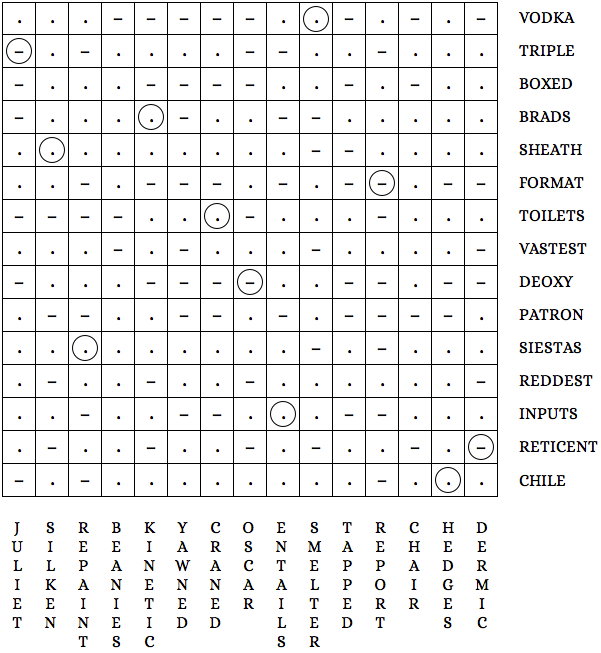 . . . – – – – – . . – . – . – VODKA
– . – . . . . – – . . – . . . TRIPLE
– . . . – – – – . . – . – . . BOXED
– . . . . – . . – – . . . . . BRADS
. . . . . . . . . – – . . . . SHEATH
. . – . – – – . – . – – . – – FORMAT
– – – – . . . – . . . – . . . TOILETS
. . . – . – . . . – . . . . – VASTEST
– . . . – – – – . . – – . – – DEOXY
. – – . . – – . – . – – – – . PATRON
. . . . . . . . . – . – . . . SIESTAS
. – . . – . . – . . . . . . – REDDEST
. . – . . – – . . . – – . . . INPUTS
. – . . – . . – . – . . – . – RETICENT
– . – . . . . . . . . – . . . CHILE
JULIET
SILKEN
REPAINT
BEANIES
KINETIC
YAWNED
CRANED
OSCAR
ENTAILS
SMELTER
TAPPED
REPORT
CHAIR
HEDGES
DERMIC